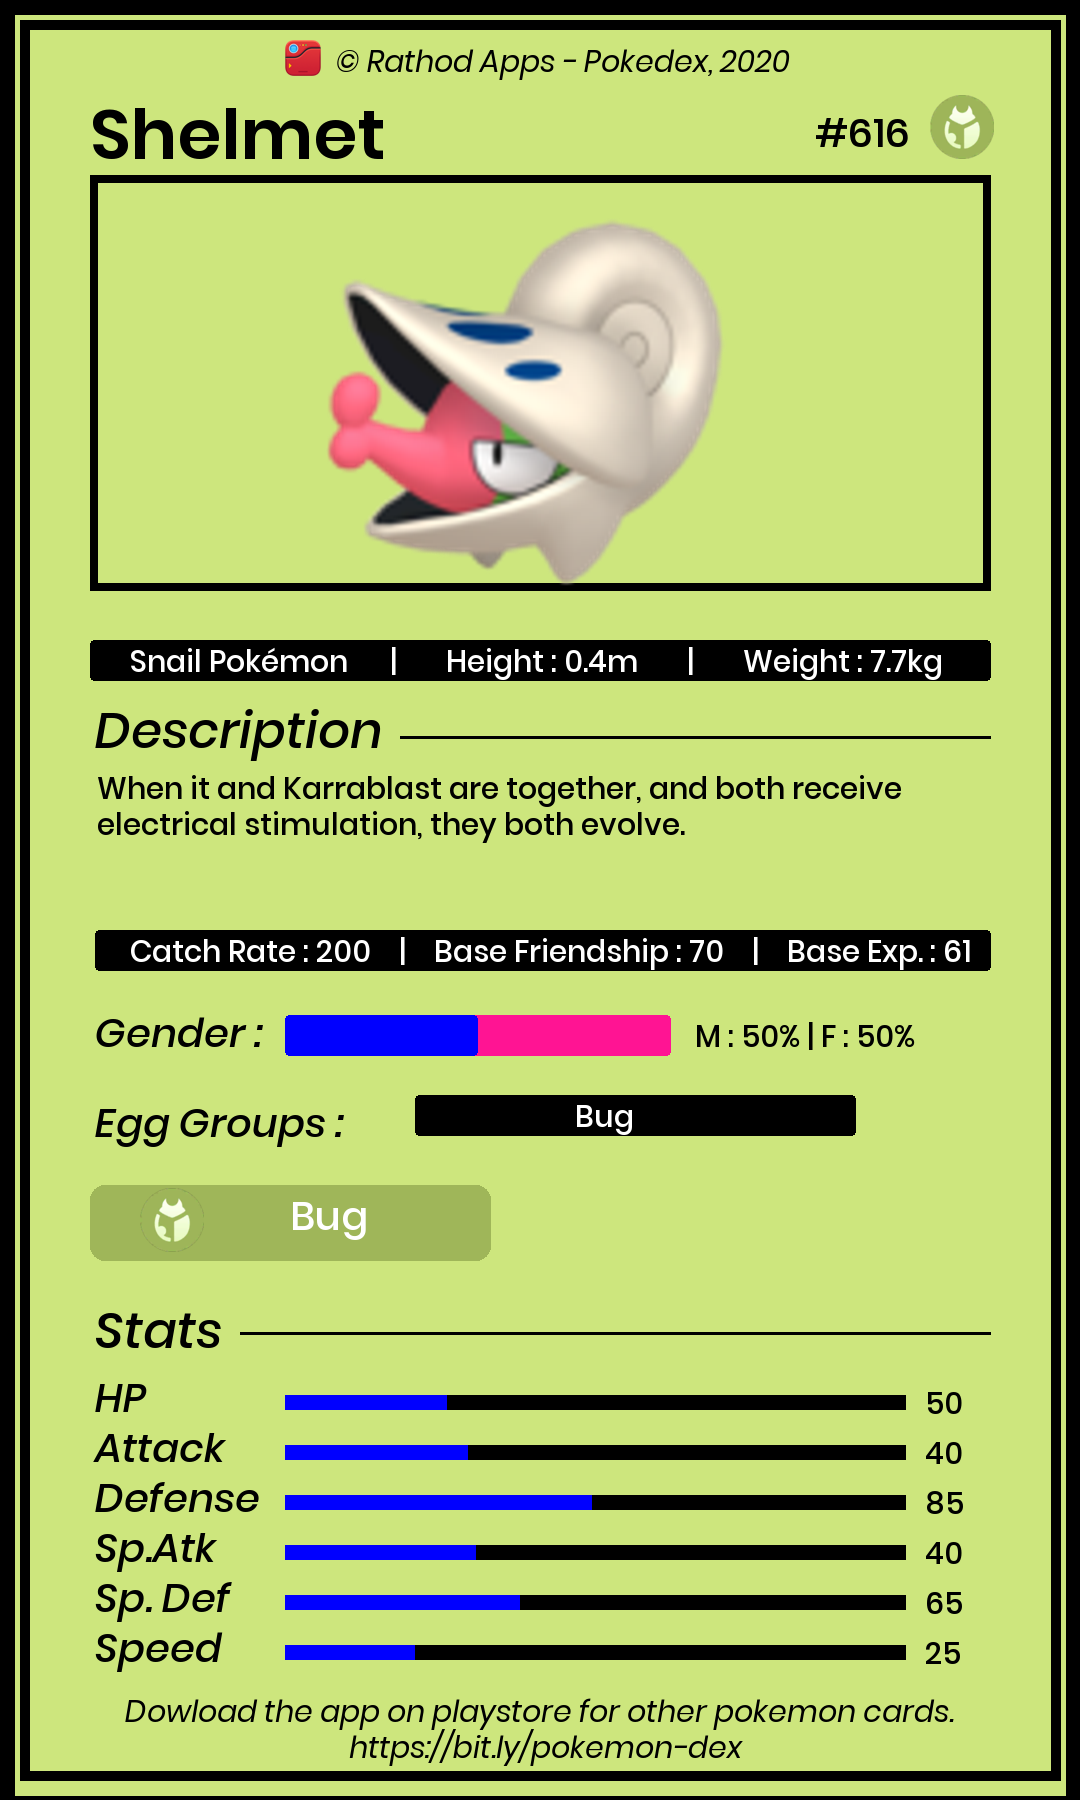 © Rathod Apps - Pokedex, 2020
Shelmet #616
Snail Pokémon | Height : 0.4m | Weight : 7.7kg
Description
When it and Karrablast are together, and both receive
electrical stimulation, they both evolve.
Catch Rate : 200 | Base Friendship : 70 | Base Exp. : 61
Gender : M : 50% | F : 50%
Egg Groups : Bug
Bug
Stats
HP 50
Attack 40
Defense 85
Sp.Atk 40
Sp. Def 65
Speed 25
Dowload the app on playstore for other pokemon cards.
https://bit.ly/pokemon-dex